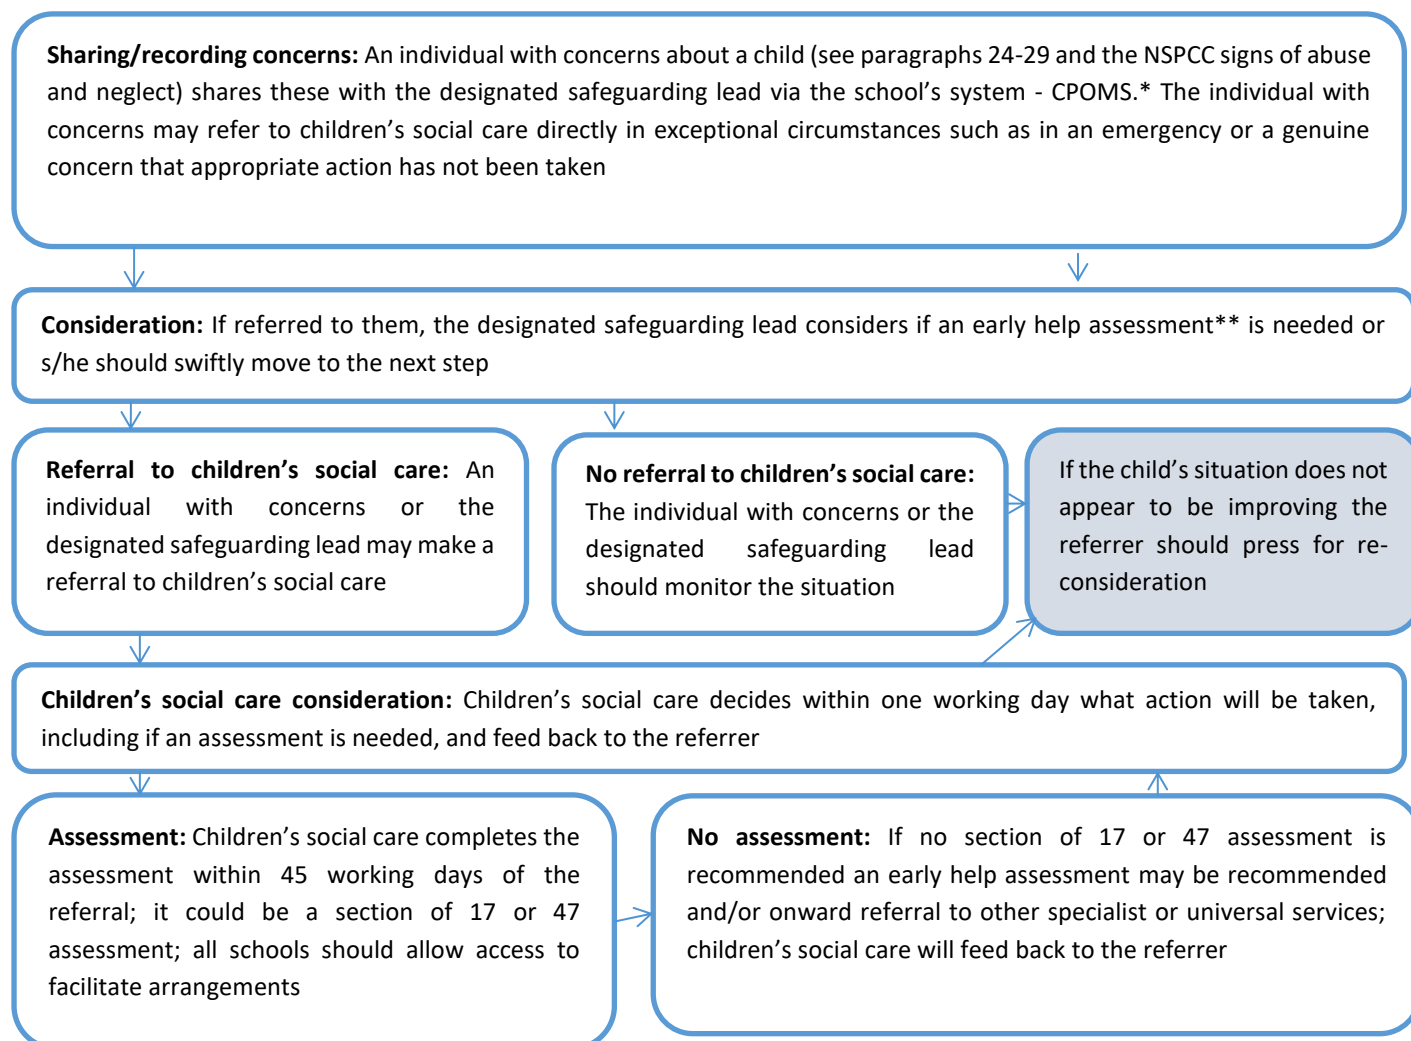 Sharing/recording concerns: An individual with concerns about a child (see paragraphs 24-29 and the NSPCC signs of abuse
and neglect) shares these with the designated safeguarding lead via the school’s system - CPOMS.* The individual with
concerns may refer to children’s social care directly in exceptional circumstances such as in an emergency or a genuine
concern that appropriate action has not been taken
Consideration: If referred to them, the designated safeguarding lead considers if an early help assessment** is needed or
s/he should swiftly move to the next step
Referral to children’s social care: An
individual with concerns or the
designated safeguarding lead may make a
referral to children’s social care
No referral to children’s social care:
The individual with concerns or the
designated safeguarding lead
should monitor the situation
If the child’s situation does not
appear to be improving the
referrer should press for re-
consideration
Children’s social care consideration: Children’s social care decides within one working day what action will be taken,
including if an assessment is needed, and feed back to the referrer
Assessment: Children’s social care completes the
assessment within 45 working days of the
referral; it could be a section of 17 or 47
assessment; all schools should allow access to
facilitate arrangements
No assessment: If no section of 17 or 47 assessment is
recommended an early help assessment may be recommended
and/or onward referral to other specialist or universal services;
children’s social care will feed back to the referrer